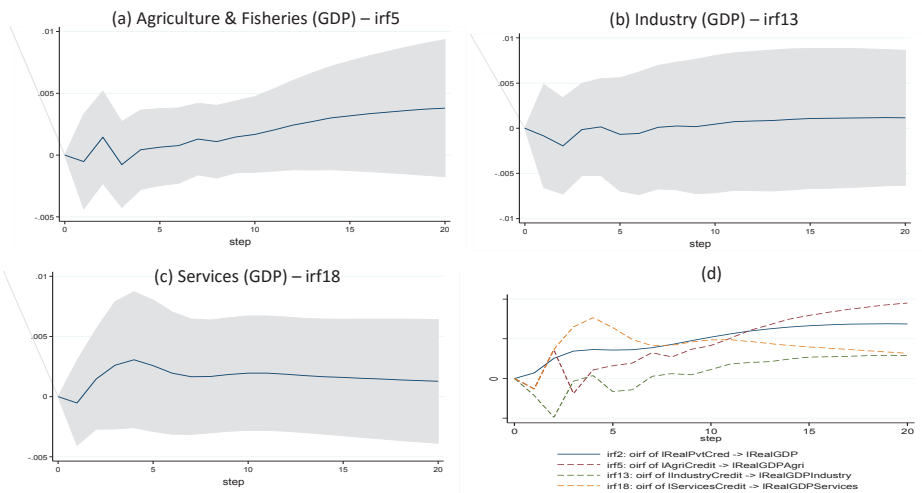 (a) Agriculture & Fisheries (GDP) – irf5
.01
.005
0
-.005
0 5 10 15 20
step
(b) Industry (GDP) – irf13
.01
.005
0
-.005
-.01
0 5 10 15 20
step
(c) Services (GDP) – irf18
.01
.005
0
-.005
0 5 10 15 20
step
(d)
0
0 5 10 15 20
step
irf2: oirf of lRealPvtCred -> lRealGDP
irf5: oirf of lAgriCredit -> lRealGDPAgri
irf13: oirf of lIndustryCredit -> lRealGDPIndustry
irf18: oirf of lServicesCredit -> lRealGDPServices